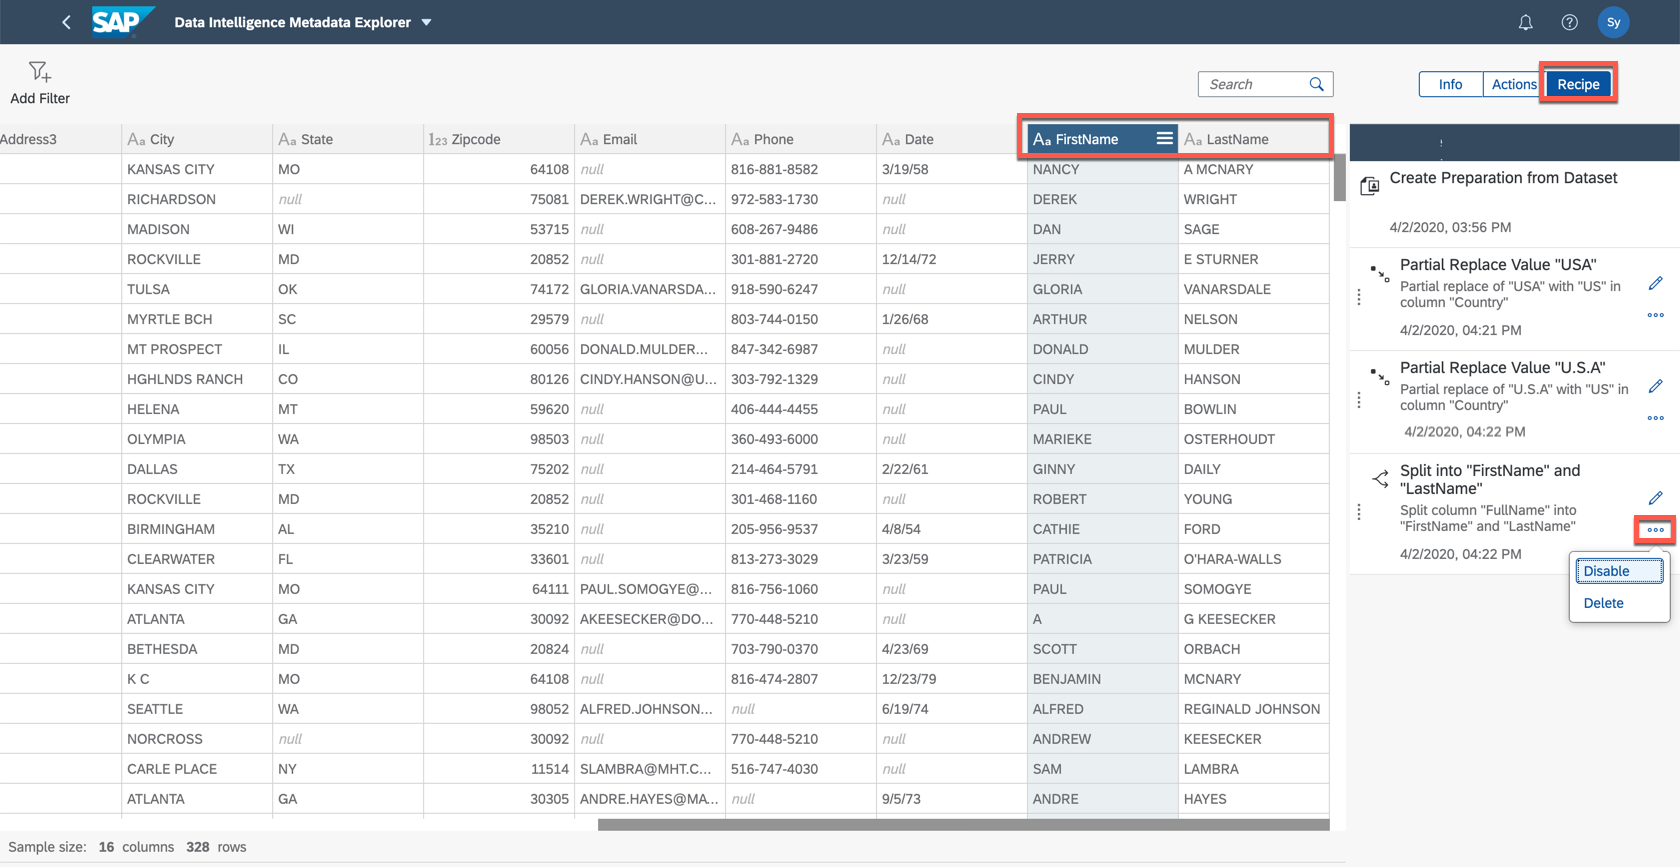 SAP Data Intelligence Metadata Explorer Sy
Add Filter Search Info Actions Recipe
Address3 Aa City Aa State 123 Zipcode Aa Email Aa Phone Aa Date Aa FirstName Aa LastName
KANSAS CITY MO 64108 null 816-881-8582 3/19/58 NANCY A MCNARY
RICHARDSON null 75081 DEREK.WRIGHT@C... 972-583-1730 null DEREK WRIGHT
MADISON WI 53715 null 608-267-9486 null DAN SAGE
ROCKVILLE MD 20852 null 301-881-2720 12/14/72 JERRY E STURNER
TULSA OK 74172 GLORIA.VANARSDA... 918-590-6247 null GLORIA VANARSDALE
MYRTLE BCH SC 29579 null 803-744-0150 1/26/68 ARTHUR NELSON
MT PROSPECT IL 60056 DONALD.MULDER... 847-342-6987 null DONALD MULDER
HGHLNDS RANCH CO 80126 CINDY.HANSON@U... 303-792-1329 null CINDY HANSON
HELENA MT 59620 null 406-444-4455 null PAUL BOWLIN
OLYMPIA WA 98503 null 360-493-6000 null MARIEKE OSTERHOUDT
DALLAS TX 75202 null 214-464-5791 2/22/61 GINNY DAILY
ROCKVILLE MD 20852 null 301-468-1160 null ROBERT YOUNG
BIRMINGHAM AL 35210 null 205-956-9537 4/8/54 CATHIE FORD
CLEARWATER FL 33601 null 813-273-3029 3/23/59 PATRICIA O'HARA-WALLS
KANSAS CITY MO 64111 PAUL.SOMOGYE@... 816-756-1060 null PAUL SOMOGYE
ATLANTA GA 30092 AKEESECKER@DO... 770-448-5210 null A G KEESECKER
BETHESDA MD 20824 null 703-790-0370 4/23/69 SCOTT ORBACH
K C MO 64108 null 816-474-2807 12/23/79 BENJAMIN MCNARY
SEATTLE WA 98052 ALFRED.JOHNSON... null 6/19/74 ALFRED REGINALD JOHNSON
NORCROSS null 30092 null 770-448-5210 null ANDREW KEESECKER
CARLE PLACE NY 11514 SLAMBRA@MHT.C... 516-747-4030 null SAM LAMBRA
ATLANTA GA 30305 ANDRE.HAYES@MA... null 9/5/73 ANDRE HAYES
Sample size: 16 columns 328 rows
Create Preparation from Dataset
4/2/2020, 03:56 PM
Partial Replace Value "USA"
Partial replace of "USA" with "US" in
column "Country"
4/2/2020, 04:21 PM
Partial Replace Value "U.S.A"
Partial replace of "U.S.A" with "US" in
column "Country"
4/2/2020, 04:22 PM
Split into "FirstName" and
"LastName"
Split column "FullName" into
"FirstName" and "LastName"
4/2/2020, 04:22 PM
Disable
Delete